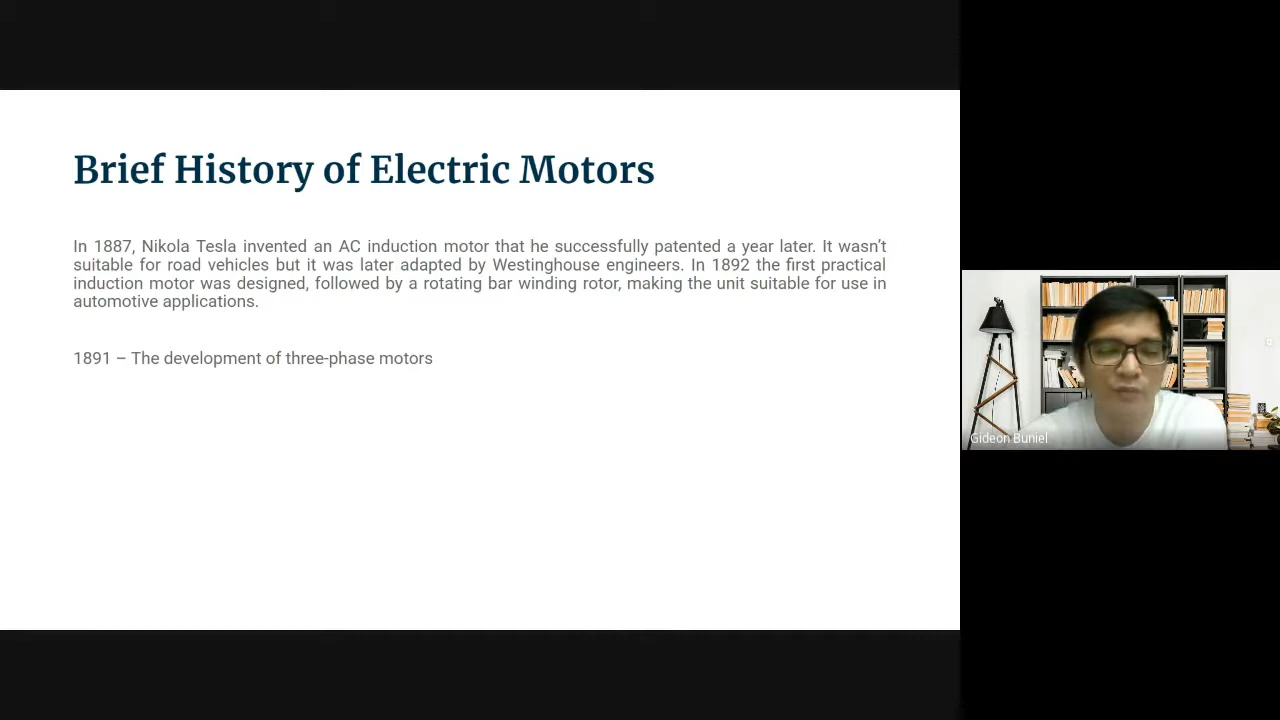 Brief History of Electric Motors
In 1887, Nikola Tesla invented an AC induction motor that he successfully patented a year later. It wasn’t
suitable for road vehicles but it was later adapted by Westinghouse engineers. In 1892 the first practical
induction motor was designed, followed by a rotating bar winding rotor, making the unit suitable for use in
automotive applications.
1891 – The development of three-phase motors
Gideon Buniel